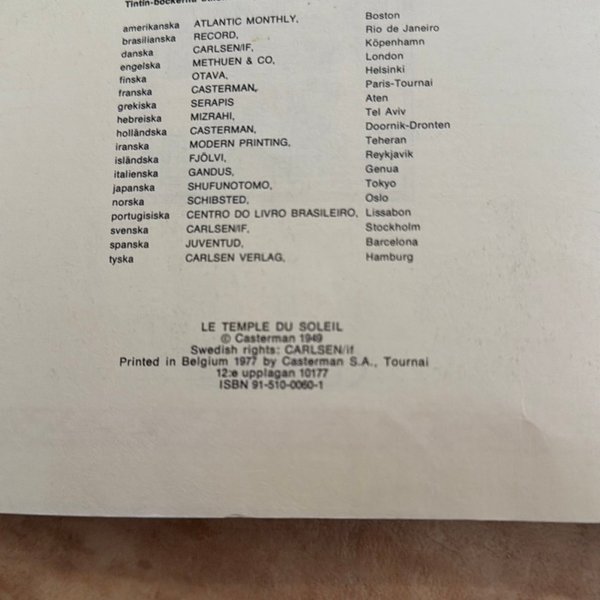 Tintin-böckerna
amerikanska ATLANTIC MONTHLY, Boston
brasilianska RECORD, Rio de Janeiro
danska CARLSEN/IF, Köpenhamn
engelska METHUEN & CO, London
finska OTAVA, Helsinki
franska CASTERMAN, Paris-Tournai
grekiska SERAPIS Aten
hebreiska MIZRAHI, Tel Aviv
holländska CASTERMAN, Doornik-Dronten
iranska MODERN PRINTING, Teheran
isländska FJÖLVI, Reykjavik
italienska GANDUS, Genua
japanska SHUFUNOTOMO, Tokyo
norska SCHIBSTED, Oslo
portugisiska CENTRO DO LIVRO BRASILEIRO, Lissabon
svenska CARLSEN/IF, Stockholm
spanska JUVENTUD, Barcelona
tyska CARLSEN VERLAG, Hamburg
LE TEMPLE DU SOLEIL
© Casterman 1949
Swedish rights: CARLSEN/if
Printed in Belgium 1977 by Casterman S.A., Tournai
12:e upplagan 10177
ISBN 91-510-0060-1